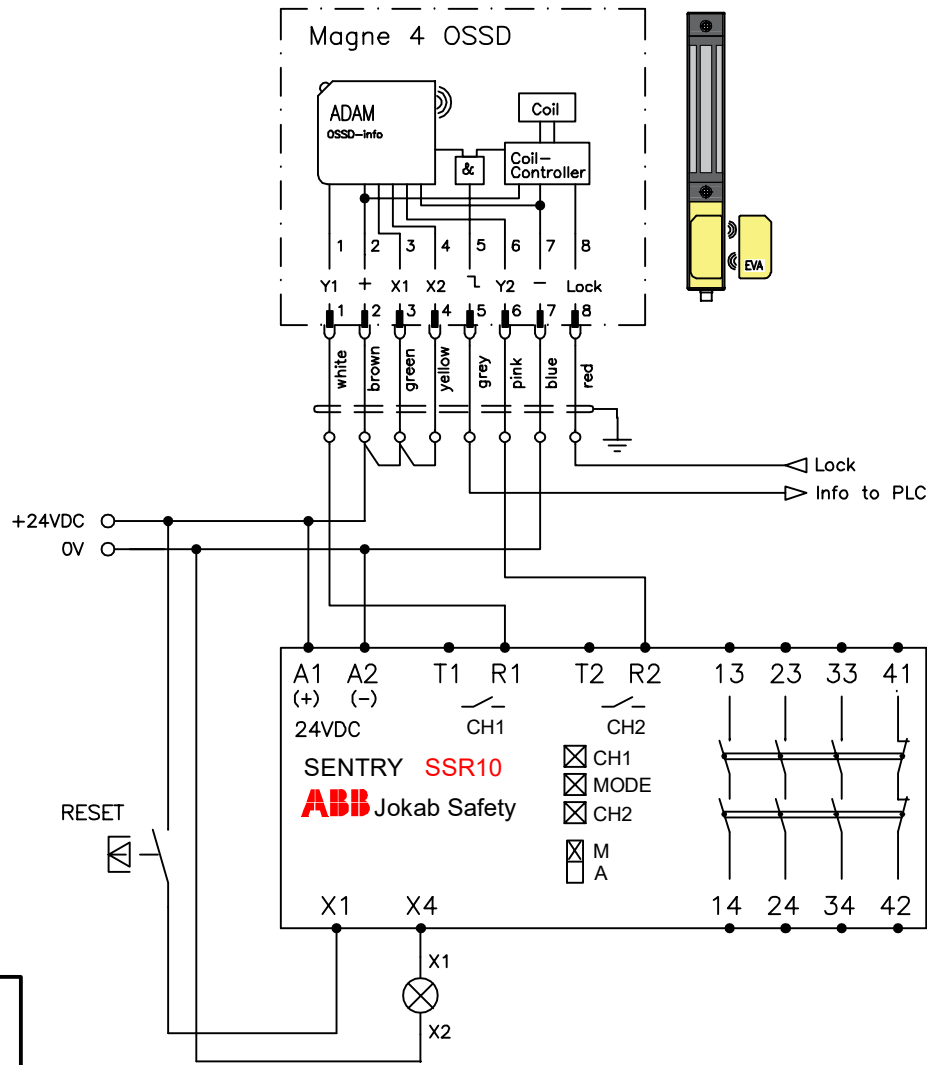 Magne 4 OSSD
ADAM
OSSD-info
Coil
&
Coil-
Controller
1 2 3 4 5 6 7 8
Y1 + X1 X2 Y2 – Lock
1 2 3 4 5 6 7 8
EVA
white brown green yellow grey pink blue red
Lock
Info to PLC
+24VDC
0V
A1 A2 T1 R1 T2 R2 13 23 33 41
(+) (-)
CH1 CH2
24VDC
SENTRY SSR10
ABB Jokab Safety
CH1
MODE
CH2
M
A
RESET
X1 X4 14 24 34 42
X1
X2